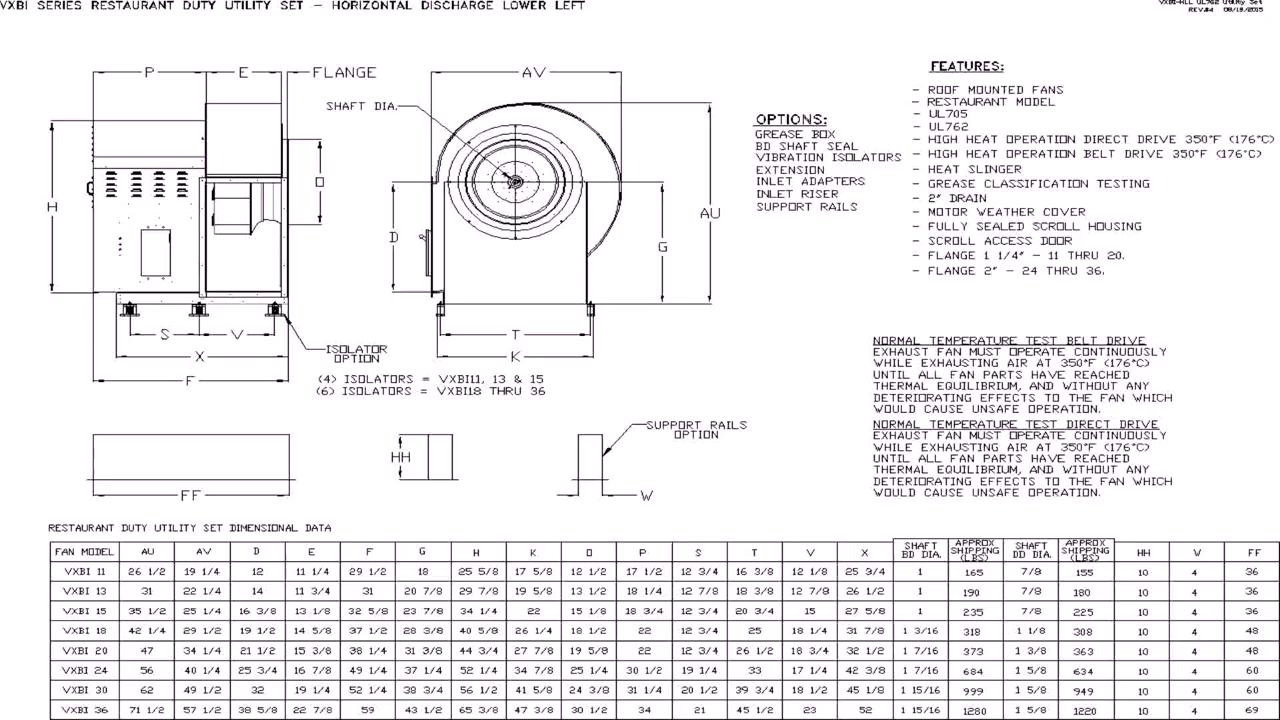 VXBI SERIES RESTAURANT DUTY UTILITY SET – HORIZONTAL DISCHARGE LOWER LEFT
VXBI-HLL UL762 Utility Set
REV.#4 08/19/2015
P
E
FLANGE
SHAFT DIA.
H
O
S
V
X
F
ISOLATOR
OPTION
(4) ISOLATORS = VXBI11, 13 & 15
(6) ISOLATORS = VXBI18 THRU 36
AV
D
AU
G
T
K
OPTIONS:
GREASE BOX
BD SHAFT SEAL
VIBRATION ISOLATORS
EXTENSION
INLET ADAPTERS
INLET RISER
SUPPORT RAILS
FEATURES:
– ROOF MOUNTED FANS
– RESTAURANT MODEL
– UL705
– UL762
– HIGH HEAT OPERATION DIRECT DRIVE 350°F (176°C)
– HIGH HEAT OPERATION BELT DRIVE 350°F (176°C)
– HEAT SLINGER
– GREASE CLASSIFICATION TESTING
– 2" DRAIN
– MOTOR WEATHER COVER
– FULLY SEALED SCROLL HOUSING
– SCROLL ACCESS DOOR
– FLANGE 1 1/4" – 11 THRU 20.
– FLANGE 2" – 24 THRU 36.
NORMAL TEMPERATURE TEST BELT DRIVE
EXHAUST FAN MUST OPERATE CONTINUOUSLY
WHILE EXHAUSTING AIR AT 350°F (176°C)
UNTIL ALL FAN PARTS HAVE REACHED
THERMAL EQUILIBRIUM, AND WITHOUT ANY
DETERIORATING EFFECTS TO THE FAN WHICH
WOULD CAUSE UNSAFE OPERATION.
NORMAL TEMPERATURE TEST DIRECT DRIVE
EXHAUST FAN MUST OPERATE CONTINUOUSLY
WHILE EXHAUSTING AIR AT 350°F (176°C)
UNTIL ALL FAN PARTS HAVE REACHED
THERMAL EQUILIBRIUM, AND WITHOUT ANY
DETERIORATING EFFECTS TO THE FAN WHICH
WOULD CAUSE UNSAFE OPERATION.
FF
HH
W
SUPPORT RAILS
OPTION
RESTAURANT DUTY UTILITY SET DIMENSIONAL DATA
FAN MODEL AU AV D E F G H K O P S T V X SHAFT BD DIA. APPROX SHIPPING (LBS) SHAFT DD DIA. APPROX SHIPPING (LBS) HH W FF
VXBI 11 26 1/2 19 1/4 12 11 1/4 29 1/2 18 25 5/8 17 5/8 12 1/2 17 1/2 12 3/4 16 3/8 12 1/8 25 3/4 1 165 7/8 155 10 4 36
VXBI 13 31 22 1/4 14 11 3/4 31 20 7/8 29 7/8 19 5/8 13 1/2 18 1/4 12 7/8 18 3/8 12 7/8 26 1/2 1 190 7/8 180 10 4 36
VXBI 15 35 1/2 25 1/4 16 3/8 13 1/8 32 5/8 23 7/8 34 1/4 22 15 1/8 18 3/4 12 3/4 20 3/4 15 27 5/8 1 235 7/8 225 10 4 36
VXBI 18 42 1/4 29 1/2 19 1/2 14 5/8 37 1/2 28 3/8 40 5/8 26 1/4 18 1/2 22 12 3/4 25 18 1/4 31 7/8 1 3/16 318 1 1/8 308 10 4 48
VXBI 20 47 34 1/4 21 1/2 15 3/8 38 1/4 31 3/8 44 3/4 27 7/8 19 5/8 22 12 3/4 26 1/2 18 3/4 32 1/2 1 7/16 373 1 3/8 363 10 4 48
VXBI 24 56 40 1/4 25 3/4 16 7/8 49 1/4 37 1/4 52 1/4 34 7/8 25 1/4 30 1/2 19 1/4 33 17 1/4 42 3/8 1 7/16 684 1 5/8 634 10 4 60
VXBI 30 62 49 1/2 32 19 1/4 52 1/4 38 3/4 56 1/2 41 5/8 24 3/8 31 1/4 20 1/2 39 3/4 18 1/2 45 1/8 1 15/16 999 1 5/8 949 10 4 60
VXBI 36 71 1/2 57 1/2 38 5/8 22 7/8 59 43 1/2 65 3/8 47 3/8 30 1/2 34 21 45 1/2 23 52 1 15/16 1280 1 5/8 1220 10 4 69